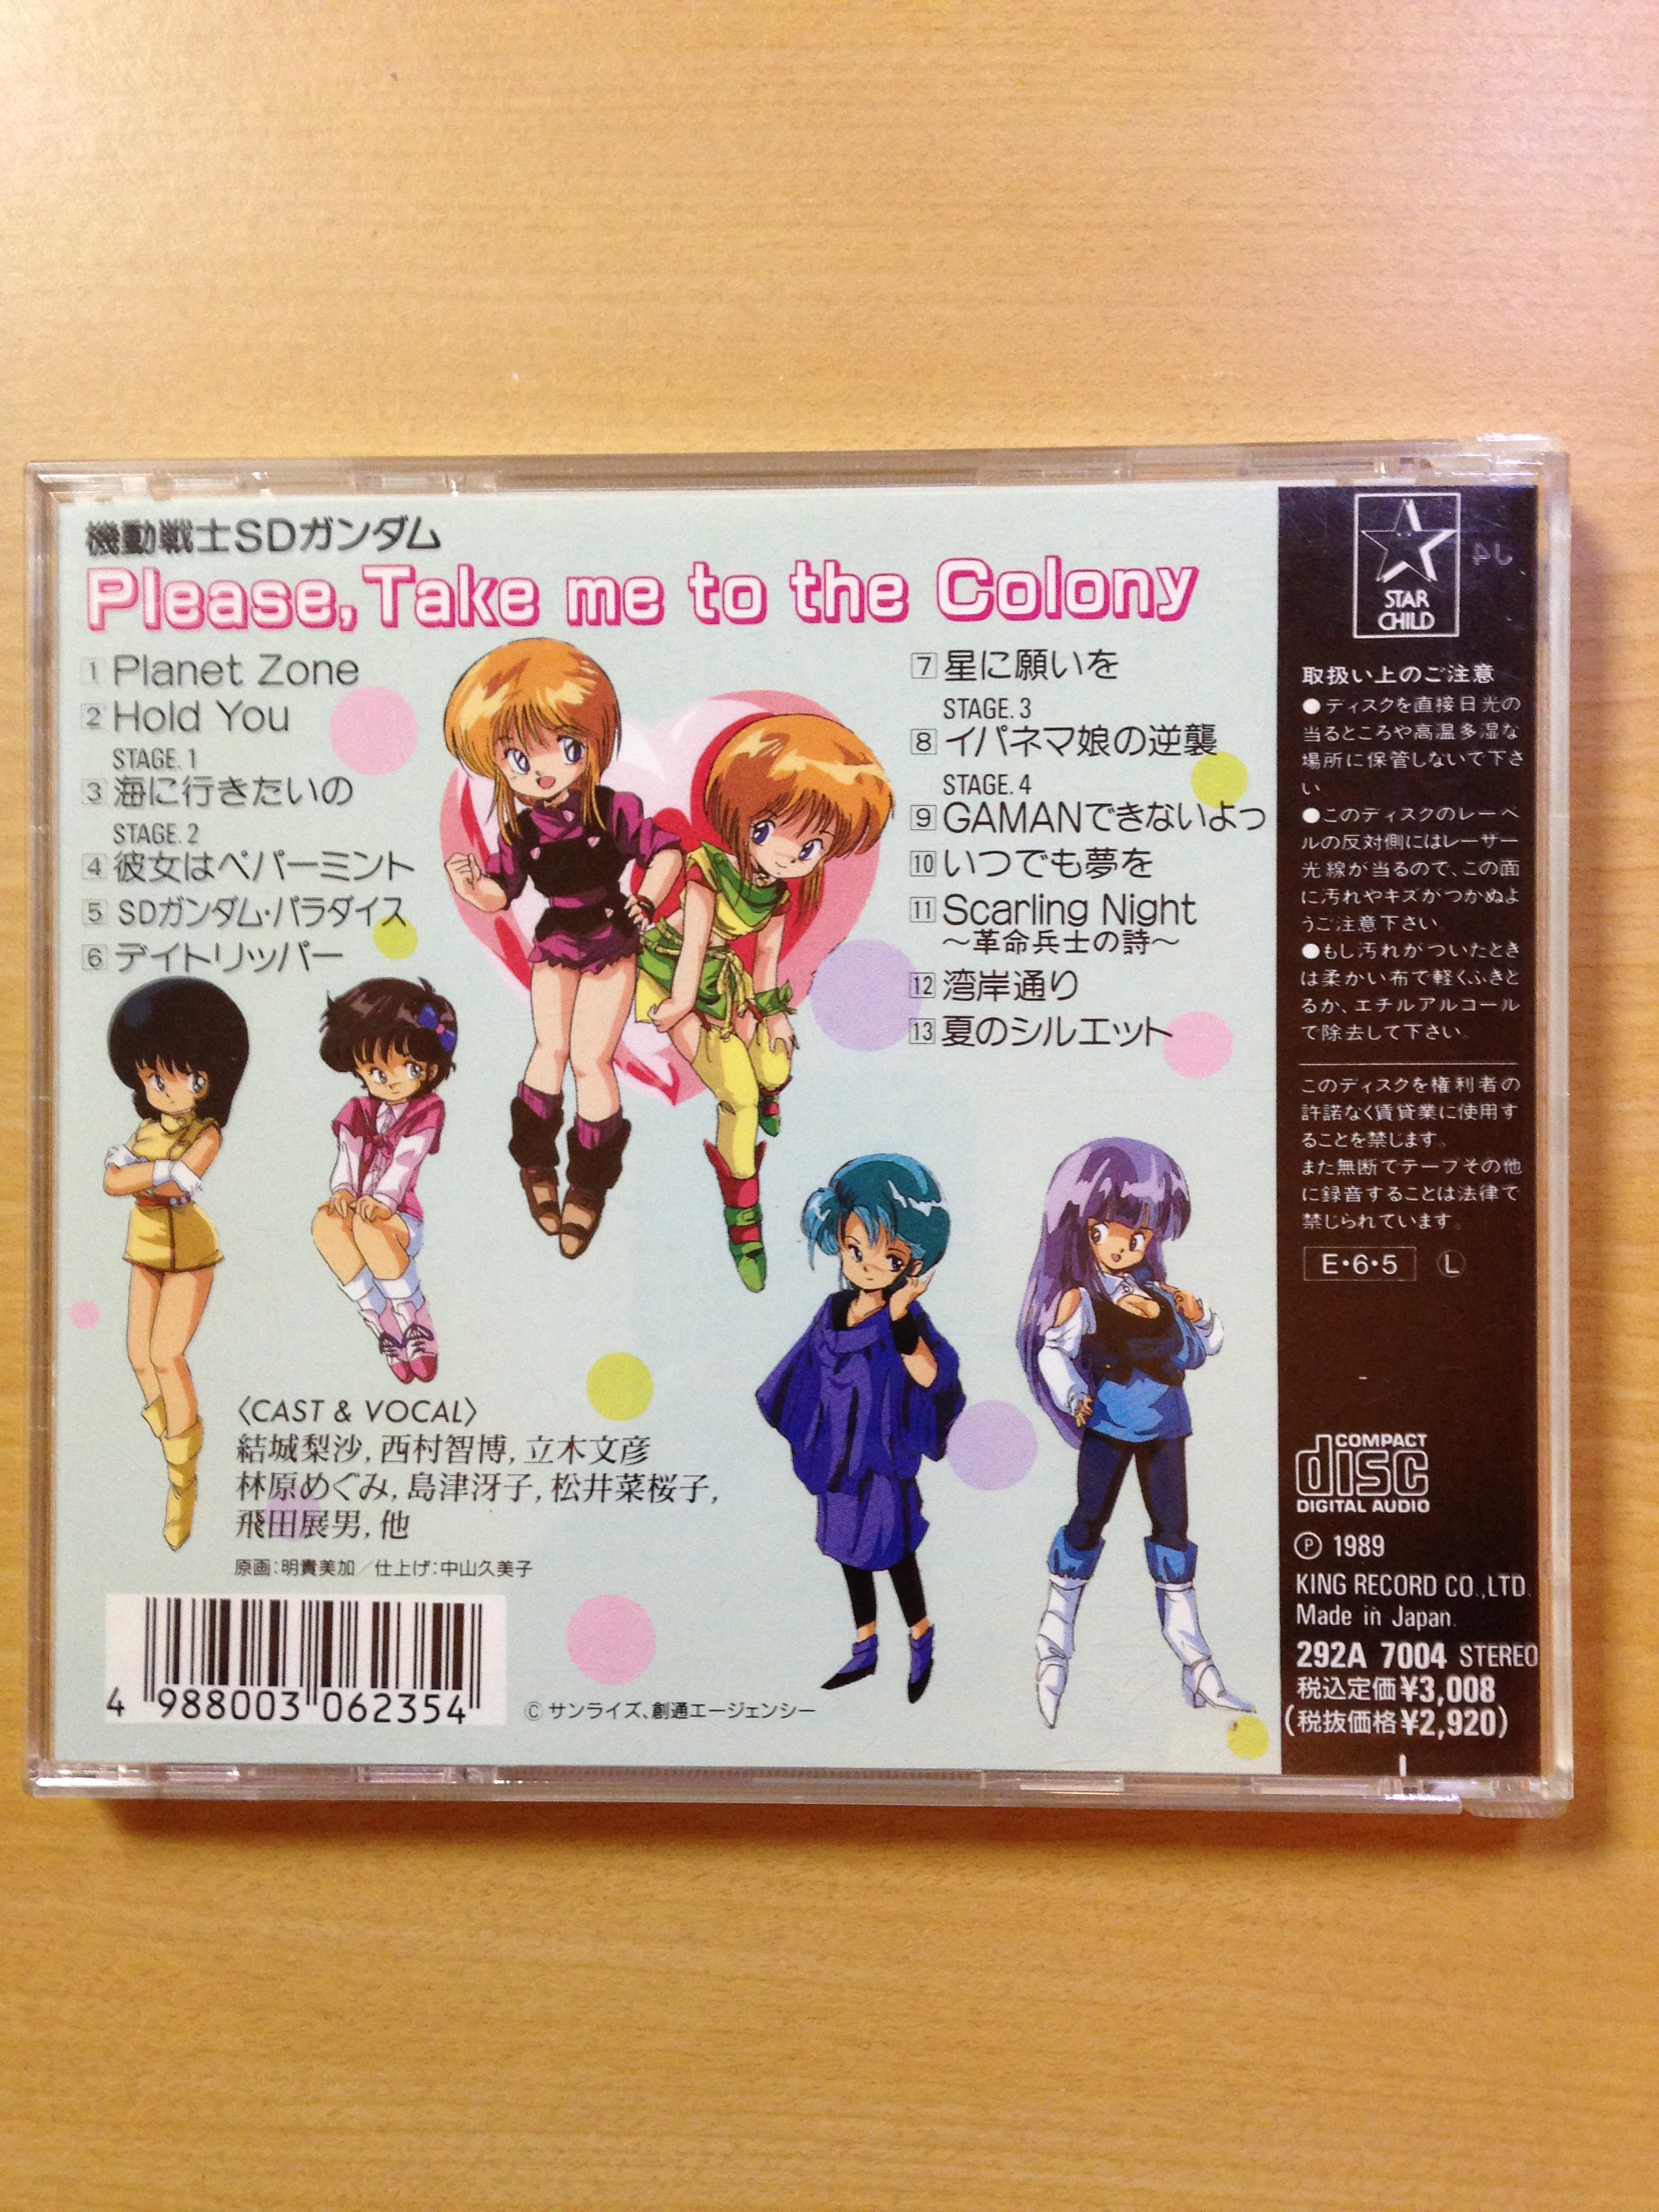 機動戦士SDガンダム
Please,Take me to the Colony
1 Planet Zone
2 Hold You
STAGE.1
3 海に行きたいの
STAGE.2
4 彼女はペパーミント
5 SDガンダム・パラダイス
6 デイトリッパー
7 星に願いを
STAGE.3
8 イパネマ娘の逆襲
STAGE.4
9 GAMANできないよっ
10 いつでも夢を
11 Scarling Night
〜革命兵士の詩〜
12 湾岸通り
13 夏のシルエット
〈CAST & VOCAL〉
結城梨沙, 西村智博, 立木文彦
林原めぐみ, 島津冴子, 松井菜桜子,
飛田展男, 他
原画:明貴美加/仕上げ:中山久美子
4 988003 062354
©サンライズ、創通エージェンシー
STAR
CHILD
取扱い上のご注意
●ディスクを直接日光の
当るところや高温多湿な
場所に保管しないで下さ
い
●このディスクのレーベ
ルの反対側にはレーザー
光線が当るので、この面
に汚れやキズがつかぬよ
うご注意下さい。
●もし汚れがついたとき
は柔かい布で軽くふきと
るか、エチルアルコール
で除去して下さい。
このディスクを権利者の
許諾なく賃貸業に使用す
ることを禁じます。
また無断でテープその他
に録音することは法律で
禁じられています。
E・6・5 Ⓛ
COMPACT
disc
DIGITAL AUDIO
Ⓟ 1989
KING RECORD CO.,LTD.
Made in Japan.
292A 7004 STEREO
税込定価¥3,008
(税抜価格¥2,920)